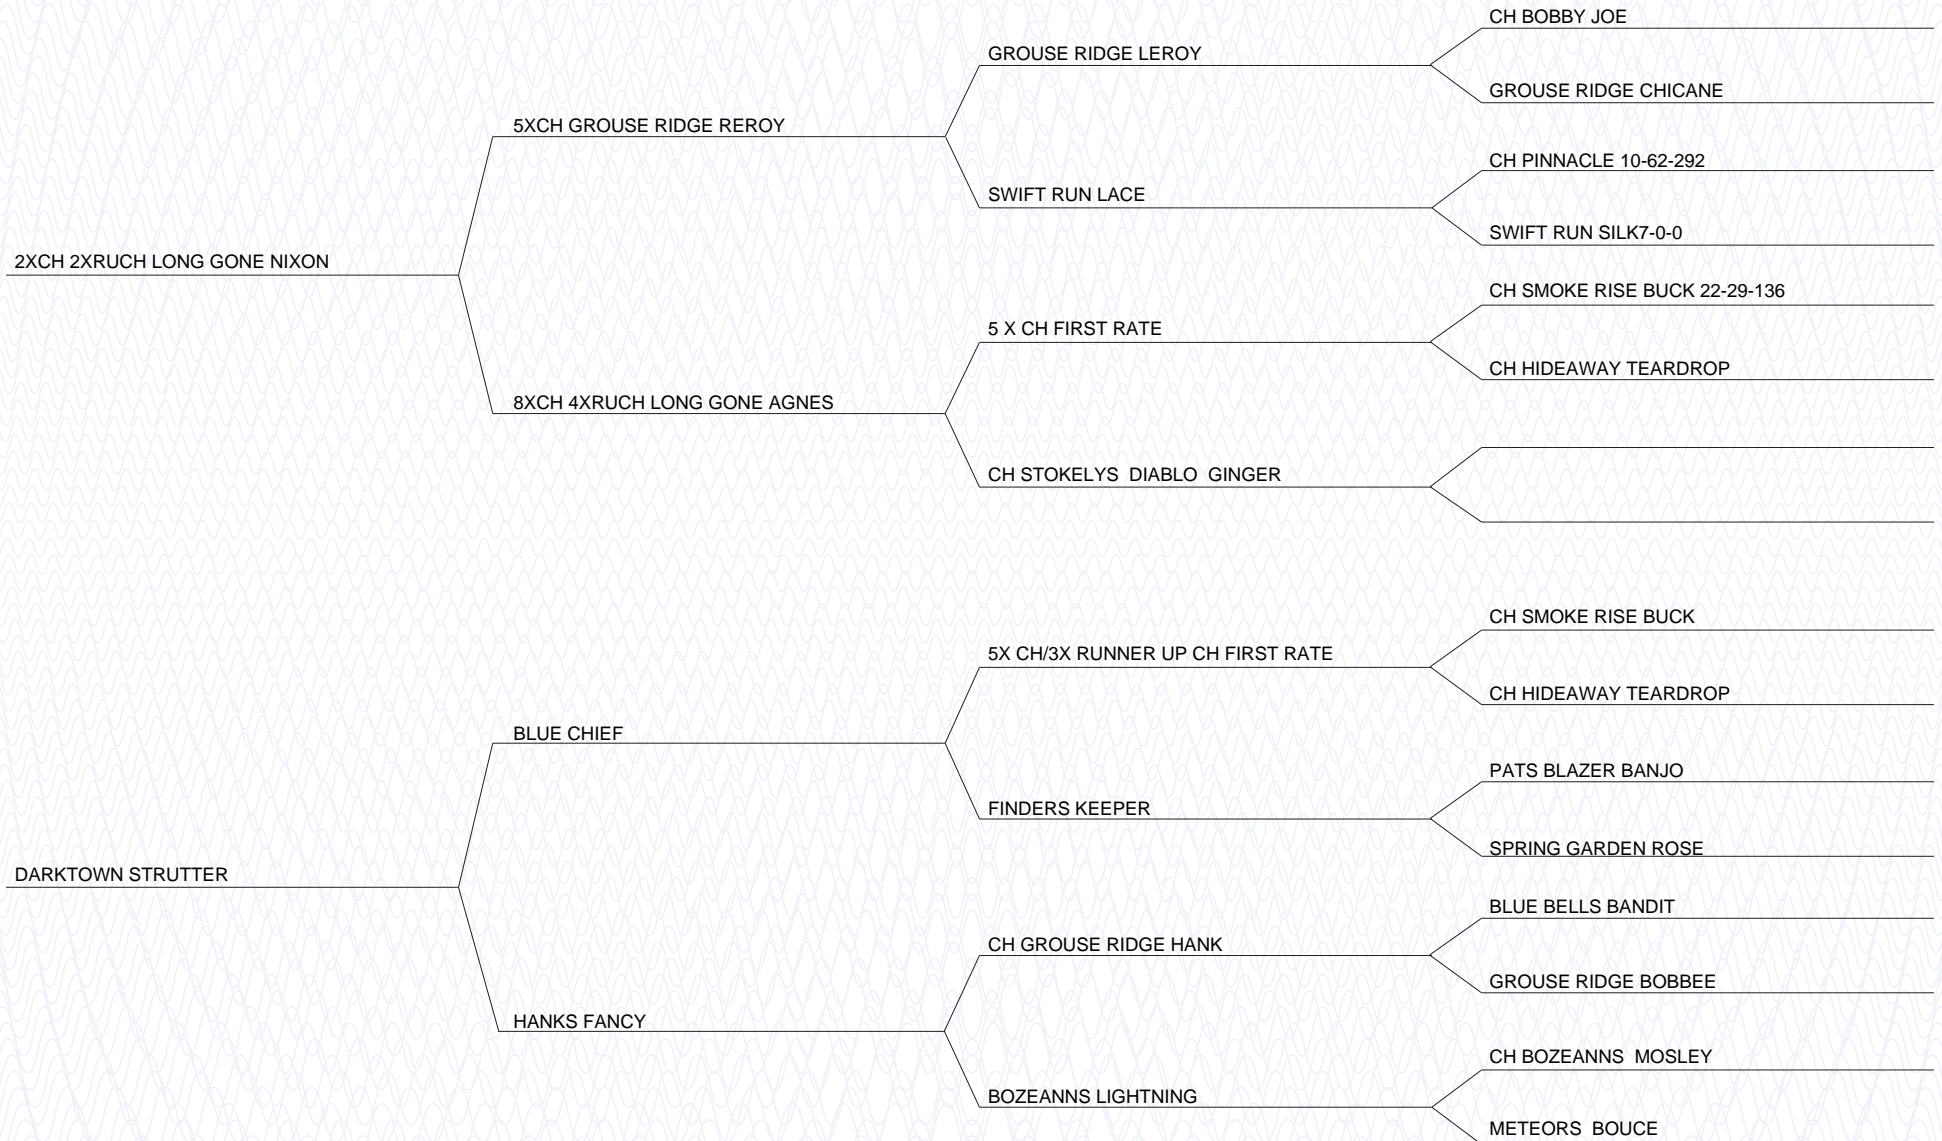 CH BOBBY JOE
GROUSE RIDGE LEROY
GROUSE RIDGE CHICANE
5XCH GROUSE RIDGE REROY
CH PINNACLE 10-62-292
SWIFT RUN LACE
SWIFT RUN SILK7-0-0
2XCH 2XRUCH LONG GONE NIXON
CH SMOKE RISE BUCK 22-29-136
5 X CH FIRST RATE
CH HIDEAWAY TEARDROP
8XCH 4XRUCH LONG GONE AGNES
CH STOKELYS  DIABLO  GINGER
CH SMOKE RISE BUCK
5X CH/3X RUNNER UP CH FIRST RATE
CH HIDEAWAY TEARDROP
BLUE CHIEF
PATS BLAZER BANJO
FINDERS KEEPER
SPRING GARDEN ROSE
DARKTOWN STRUTTER
BLUE BELLS BANDIT
CH GROUSE RIDGE HANK
GROUSE RIDGE BOBBEE
HANKS FANCY
CH BOZEANNS  MOSLEY
BOZEANNS LIGHTNING
METEORS  BOUCE